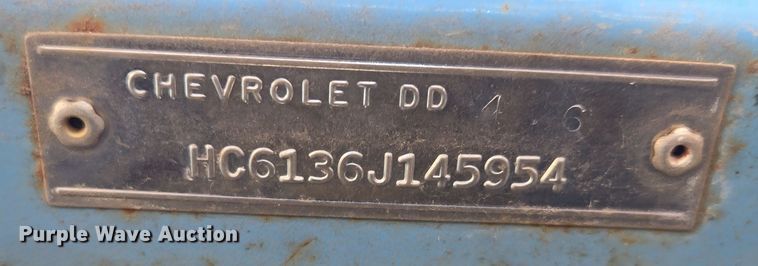 CHEVROLET DD 4 6
HC6136J145954
Purple Wave Auction